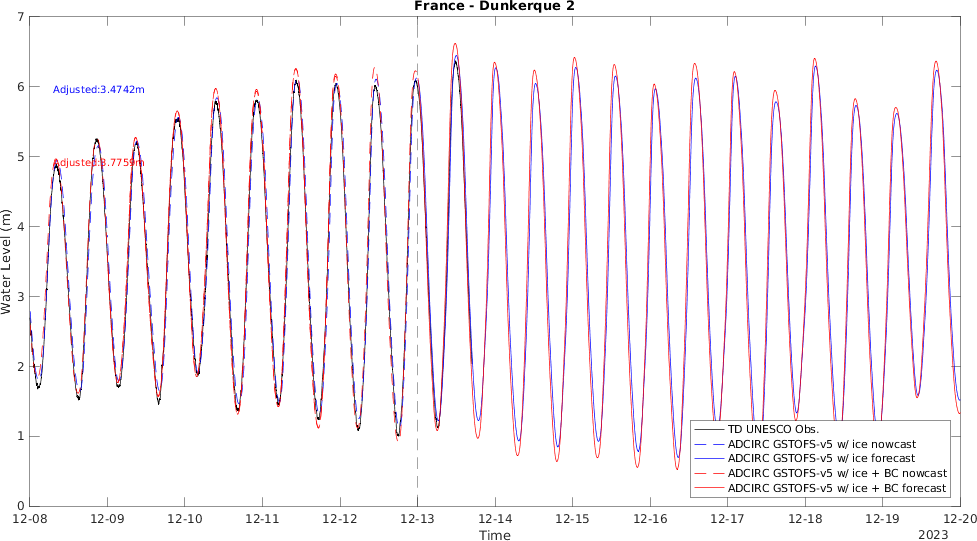 France - Dunkerque 2
7
6
5
4
3
2
1
0
Water Level (m)
Adjusted:3.4742m
Adjusted:3.7759m
TD UNESCO Obs.
ADCIRC GSTOFS-v5 w/ ice nowcast
ADCIRC GSTOFS-v5 w/ ice forecast
ADCIRC GSTOFS-v5 w/ ice + BC nowcast
ADCIRC GSTOFS-v5 w/ ice + BC forecast
12-08 12-09 12-10 12-11 12-12 12-13 12-14 12-15 12-16 12-17 12-18 12-19 12-20
Time
2023